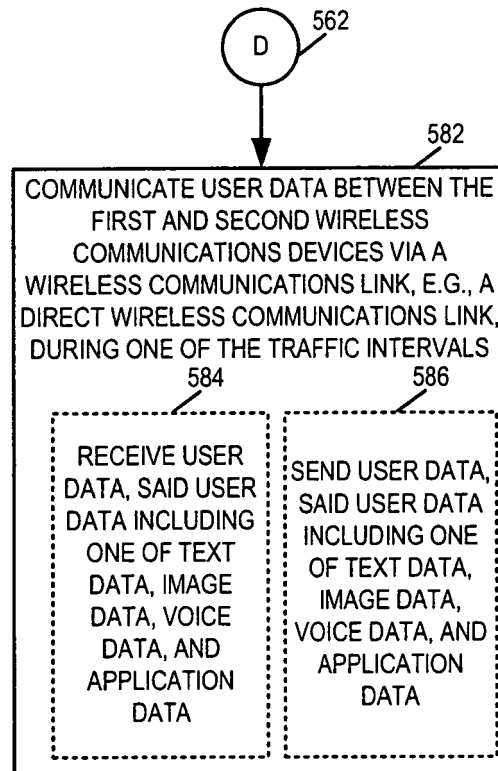 D
562
582
COMMUNICATE USER DATA BETWEEN THE
FIRST AND SECOND WIRELESS
COMMUNICATIONS DEVICES VIA A
WIRELESS COMMUNICATIONS LINK, E.G., A
DIRECT WIRELESS COMMUNICATIONS LINK,
DURING ONE OF THE TRAFFIC INTERVALS
584
RECEIVE USER
DATA, SAID USER
DATA INCLUDING
ONE OF TEXT
DATA, IMAGE
DATA, VOICE
DATA, AND
APPLICATION
DATA
586
SEND USER DATA,
SAID USER DATA
INCLUDING ONE
OF TEXT DATA,
IMAGE DATA,
VOICE DATA, AND
APPLICATION
DATA